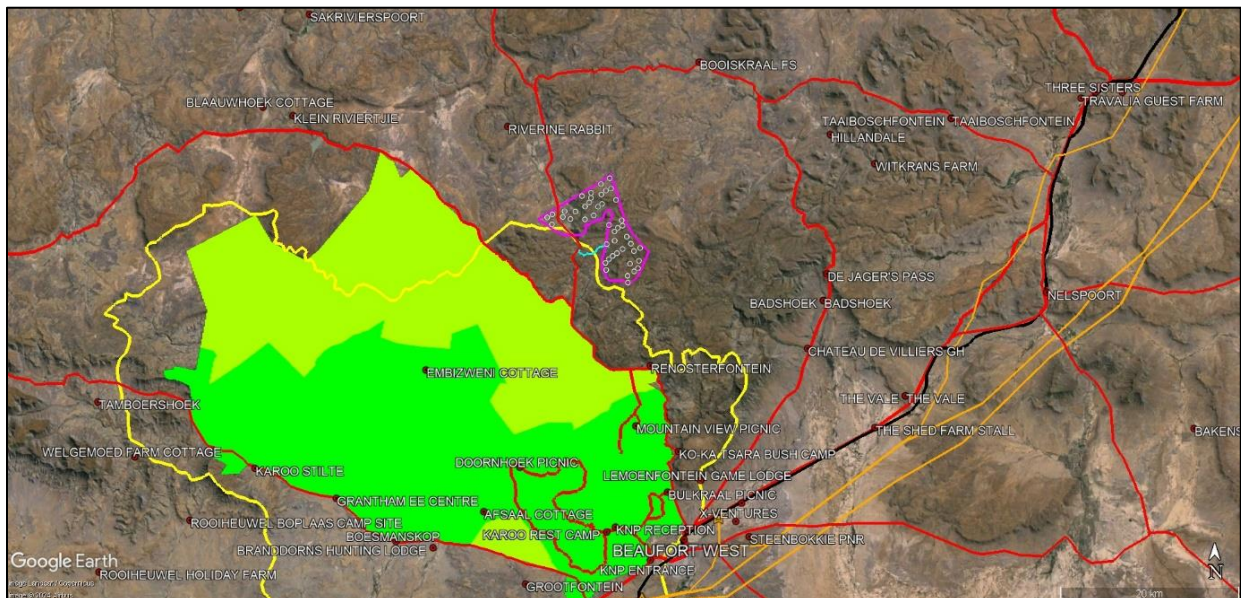 SAKRIVIERSPOORT
BOOISKRAAL FS
THREE SISTERS
TRAVALIA GUEST FARM
BLAAUWHOEK COTTAGE
KLEIN RIVIERTJIE
RIVERINE RABBIT
TAAIBOSCHFONTEIN
TAAIBOSCHFONTEIN
HILLANDALE
WITKRANS FARM
DE JAGER'S PASS
BADSHOEK
BADSHOEK
NELSPOORT
CHATEAU DE VILLIERS GH
EMBIZWENI COTTAGE
RENOSTERFONTEIN
TAMBOERSHOEK
THE VALE
THE VALE
MOUNTAIN VIEW PICNIC
THE SHED FARM STALL
BAKENS
WELGEMOED FARM COTTAGE
KO-KA TSARA BUSH CAMP
KAROO STILTE
DOORNHOEK PICNIC
LEMOENFONTEIN GAME LODGE
GRANTHAM EE CENTRE
BULKRAAL PICNIC
AFSAAL COTTAGE
X-VENTURES
ROOIHEUWEL BOPLAAS CAMP SITE
KAROO REST CAMP
KNP RECEPTION
BOESMANSKOP
STEENBOKKIE PNR
BRANDDORNS HUNTING LODGE
BEAUFORT WEST
Google Earth
ROOIHEUWEL HOLIDAY FARM
KNP ENTRANCE
GROOTFONTEIN
N
20 km